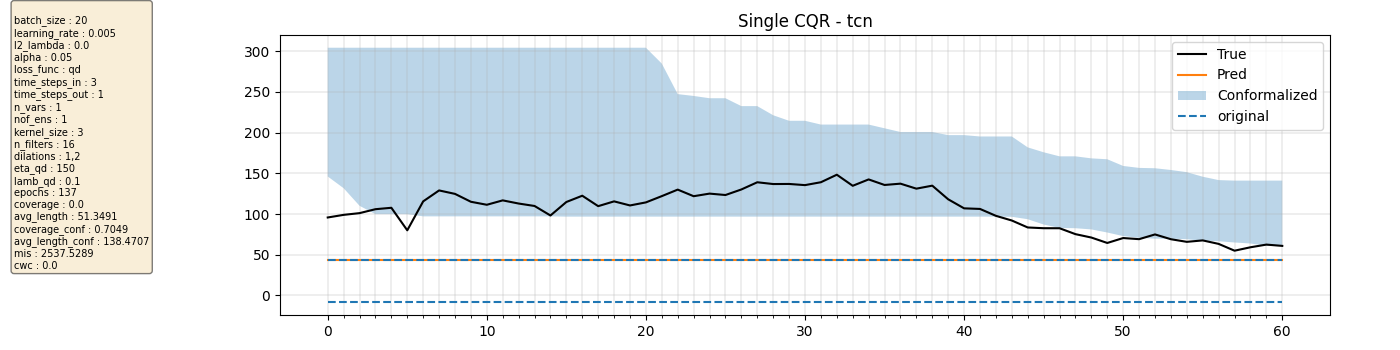 batch_size : 20
learning_rate : 0.005
l2_lambda : 0.0
alpha : 0.05
loss_func : qd
time_steps_in : 3
time_steps_out : 1
n_vars : 1
nof_ens : 1
kernel_size : 3
n_filters : 16
dilations : 1,2
eta_qd : 150
lamb_qd : 0.1
epochs : 137
coverage : 0.0
avg_length : 51.3491
coverage_conf : 0.7049
avg_length_conf : 138.4707
mis : 2537.5289
cwc : 0.0
Single CQR - tcn
300
250
200
150
100
50
0
0 10 20 30 40 50 60
True
Pred
Conformalized
original